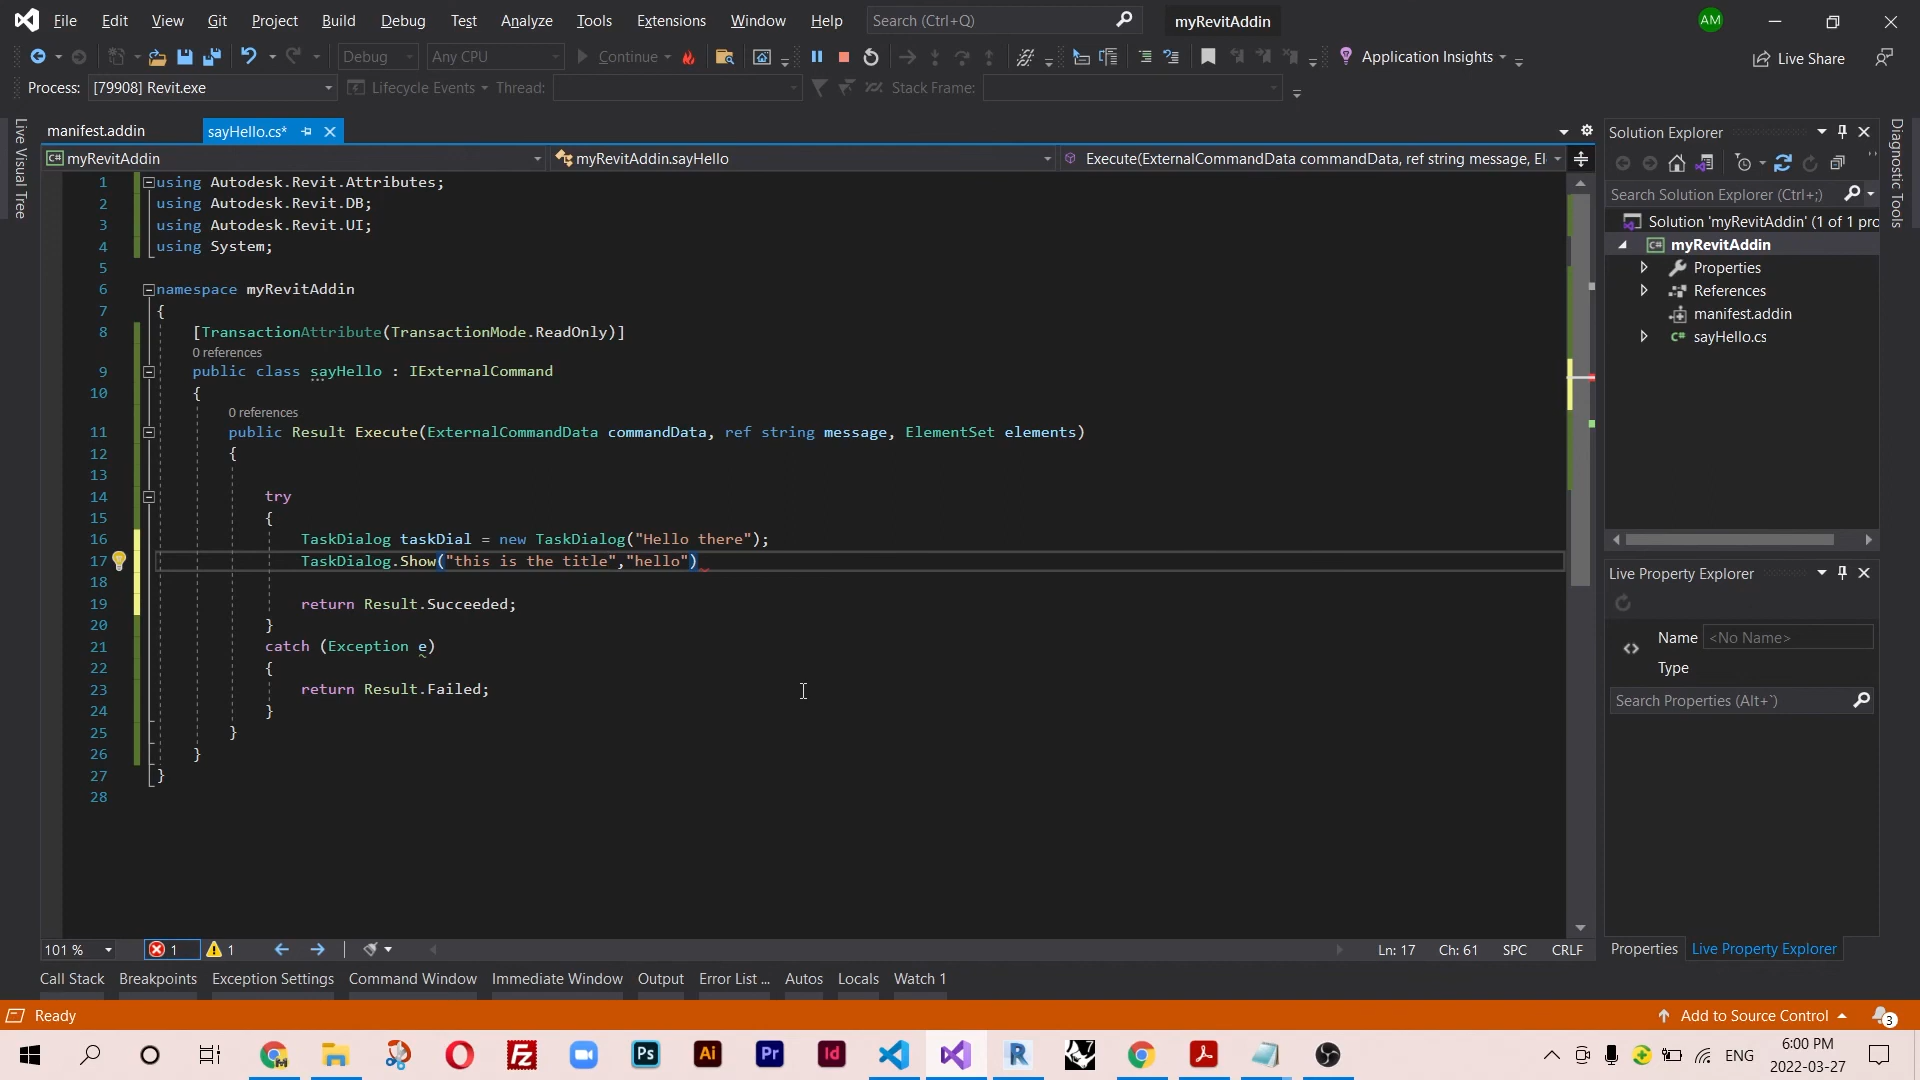 File Edit View Git Project Build Debug Test Analyze Tools Extensions Window Help Search (Ctrl+Q) myRevitAddin AM
Debug Any CPU Continue Application Insights Live Share
Process: [79908] Revit.exe Lifecycle Events Thread: Stack Frame:
manifest.addin sayHello.cs*
myRevitAddin myRevitAddin.sayHello Execute(ExternalCommandData commandData, ref string message, El
Live Visual Tree
1 using Autodesk.Revit.Attributes;
2 using Autodesk.Revit.DB;
3 using Autodesk.Revit.UI;
4 using System;
5
6 namespace myRevitAddin
7 {
8 [TransactionAttribute(TransactionMode.ReadOnly)]
0 references
9 public class sayHello : IExternalCommand
10 {
0 references
11 public Result Execute(ExternalCommandData commandData, ref string message, ElementSet elements)
12 {
13
14 try
15 {
16 TaskDialog taskDial = new TaskDialog("Hello there");
17 TaskDialog.Show("this is the title","hello")
18
19 return Result.Succeeded;
20 }
21 catch (Exception e)
22 {
23 return Result.Failed;
24 }
25 }
26 }
27 }
28
101 % 1 1 Ln: 17 Ch: 61 SPC CRLF
Call Stack Breakpoints Exception Settings Command Window Immediate Window Output Error List ... Autos Locals Watch 1
Solution Explorer
Search Solution Explorer (Ctrl+;)
Solution 'myRevitAddin' (1 of 1 pro
myRevitAddin
Properties
References
manifest.addin
sayHello.cs
Live Property Explorer
Name <No Name>
Type
Search Properties (Alt+`)
Properties Live Property Explorer
Diagnostic Tools
Ready Add to Source Control 3
Ps Ai Pr Id R 7 ENG
6:00 PM
2022-03-27